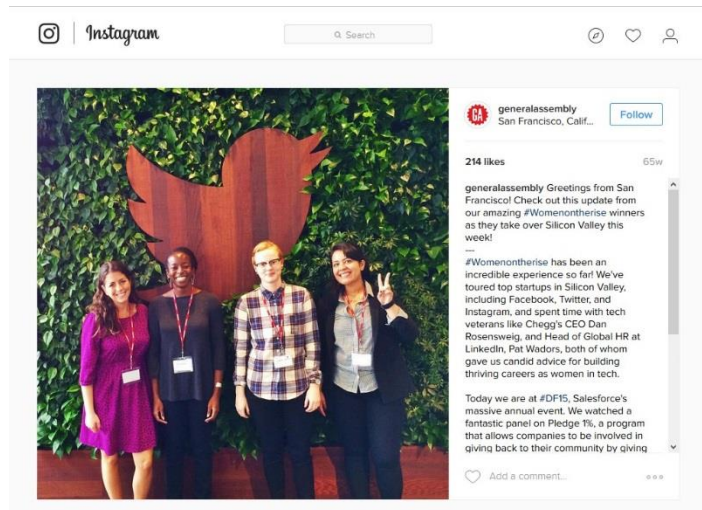 Instagram
Search
GA
generalassembly
San Francisco, Calif...
Follow
214 likes
65w
generalassembly Greetings from San
Francisco! Check out this update from
our amazing #Womenontherise winners
as they take over Silicon Valley this
week!
---
#Womenontherise has been an
incredible experience so far! We've
toured top startups in Silicon Valley,
including Facebook, Twitter, and
Instagram, and spent time with tech
veterans like Chegg's CEO Dan
Rosensweig, and Head of Global HR at
LinkedIn, Pat Wadors, both of whom
gave us candid advice for building
thriving careers as women in tech.
Today we are at #DF15, Salesforce's
massive annual event. We watched a
fantastic panel on Pledge 1%, a program
that allows companies to be involved in
giving back to their community by giving
Add a comment...